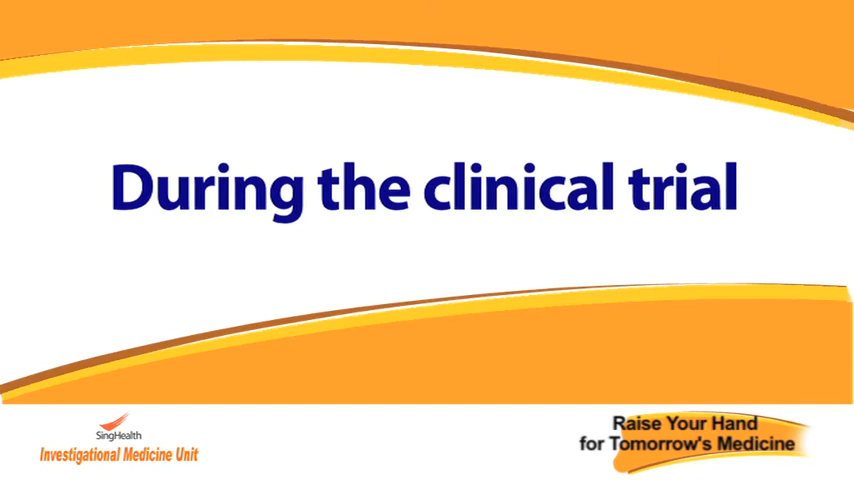 During the clinical trial
SingHealth
Investigational Medicine Unit
Raise Your Hand
for Tomorrow's Medicine